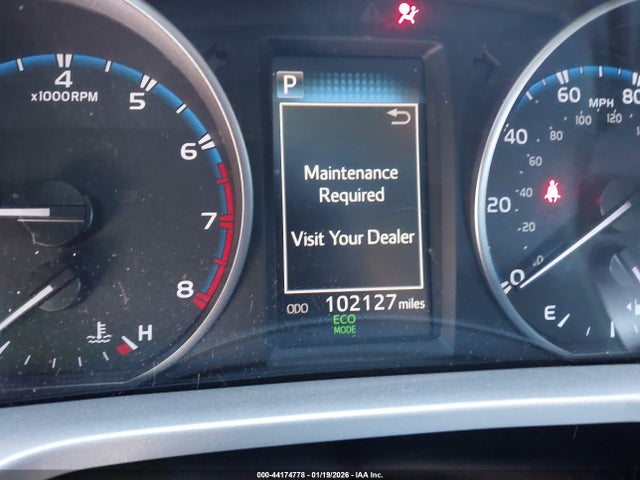 4
x1000RPM
5
6
7
8
H
P
Maintenance
Required
Visit Your Dealer
ODO 102127 miles
ECO
MODE
60 MPH 80
100 120
80
40
60
40
20
20
0
0
E
000-44174778 - 01/19/2026 - IAA Inc.